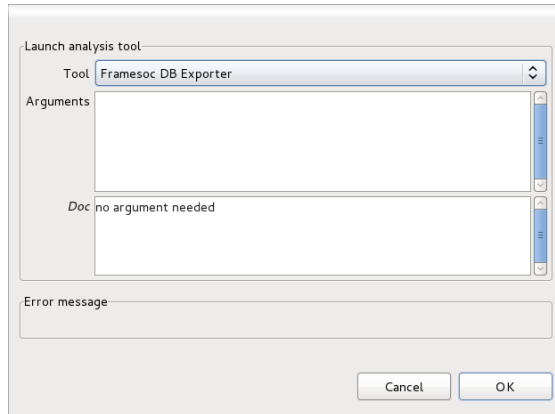 Launch analysis tool
Tool Framesoc DB Exporter
Arguments
Doc no argument needed
Error message
Cancel OK